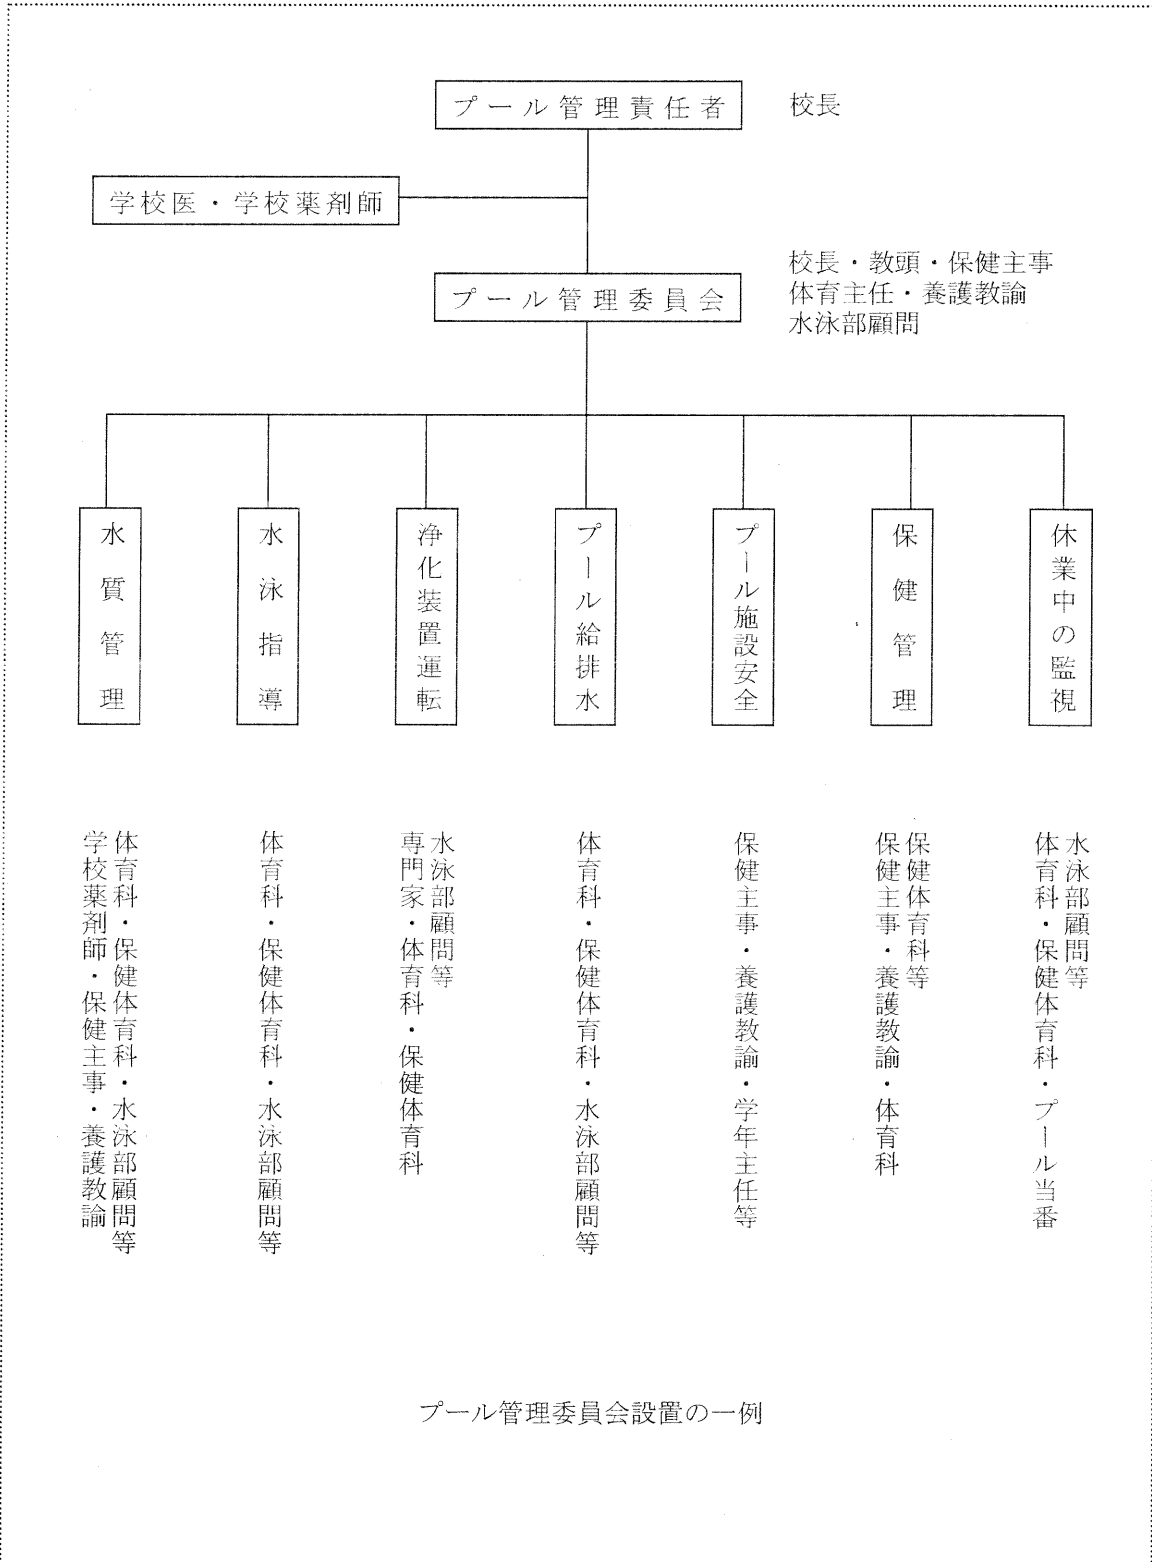 プール管理責任者
校長
学校医・学校薬剤師
プール管理委員会
校長・教頭・保健主事
体育主任・養護教諭
水泳部顧問
水質管理
水泳指導
浄化装置運転
プール給排水
プール施設安全
保健管理
休業中の監視
学校薬剤師・保健主事・養護教諭
体育科・保健体育科・水泳部顧問等
体育科・保健体育科・水泳部顧問等
専門家・体育科・保健体育科
水泳部顧問等
体育科・保健体育科・水泳部顧問等
保健主事・養護教諭・学年主任等
保健主事・養護教諭・体育科
保健体育科等
体育科・保健体育科・プール当番
水泳部顧問等
プール管理委員会設置の一例